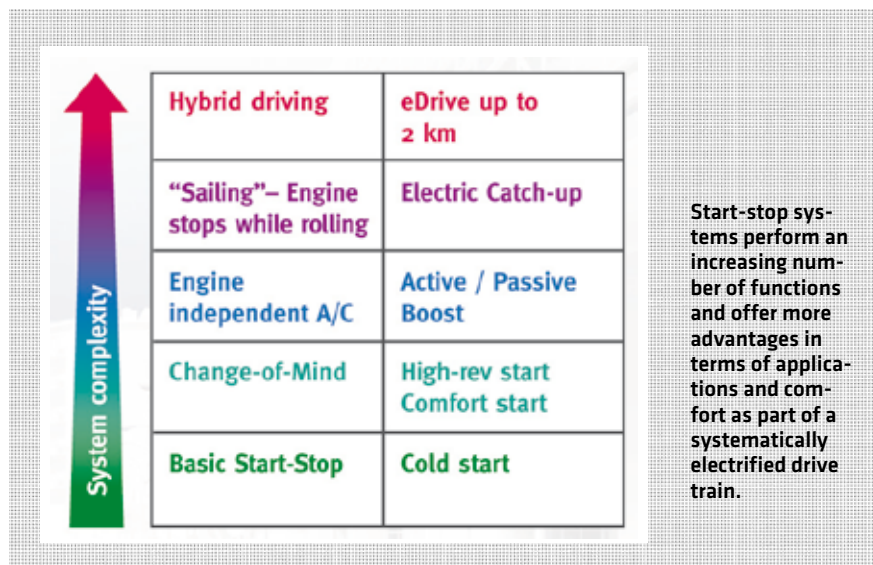 Hybrid driving
eDrive up to
2 km
“Sailing”– Engine
stops while rolling
Electric Catch-up
Engine
independent A/C
Active / Passive
Boost
Change-of-Mind
High-rev start
Comfort start
Basic Start-Stop
Cold start
System complexity
Start-stop sys-
tems perform an
increasing num-
ber of functions
and offer more
advantages in
terms of applica-
tions and com-
fort as part of a
systematically
electrified drive
train.